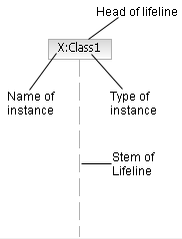 Head of lifeline
X:Class1
Name of
instance
Type of
instance
Stem of
Lifeline